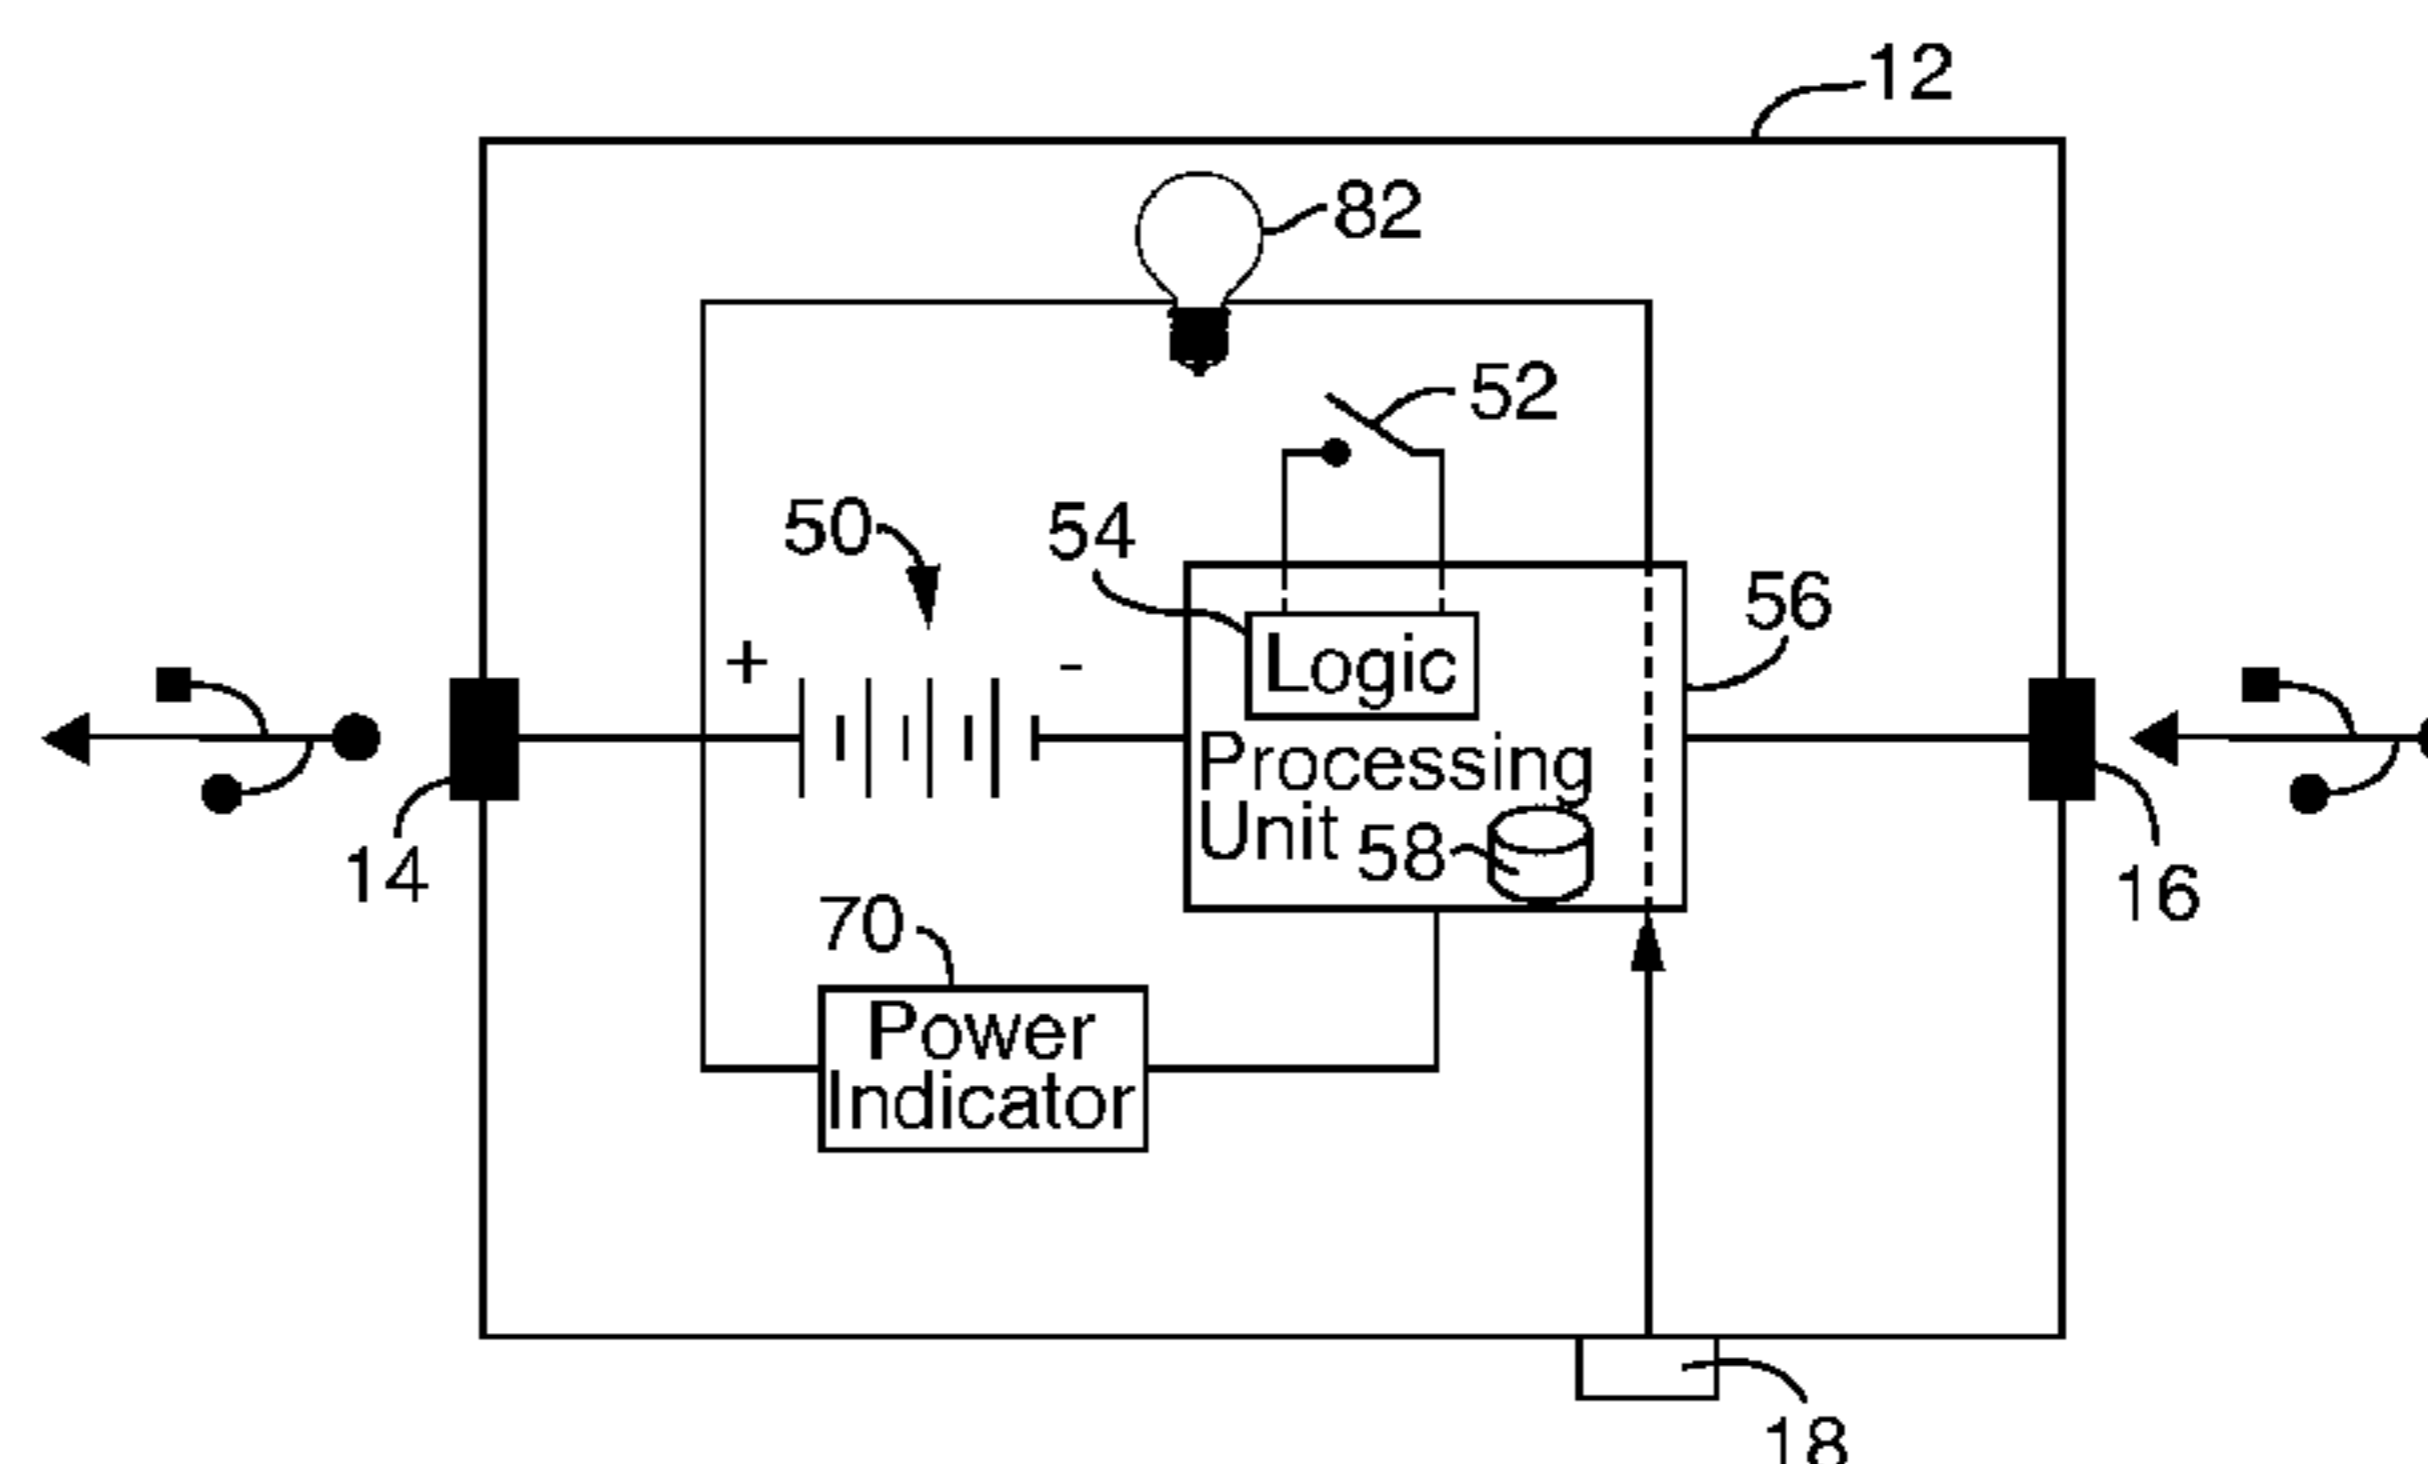 12
82
52
50
54
56
+
-
Logic
Processing
Unit
58
14
16
70
Power
Indicator
18